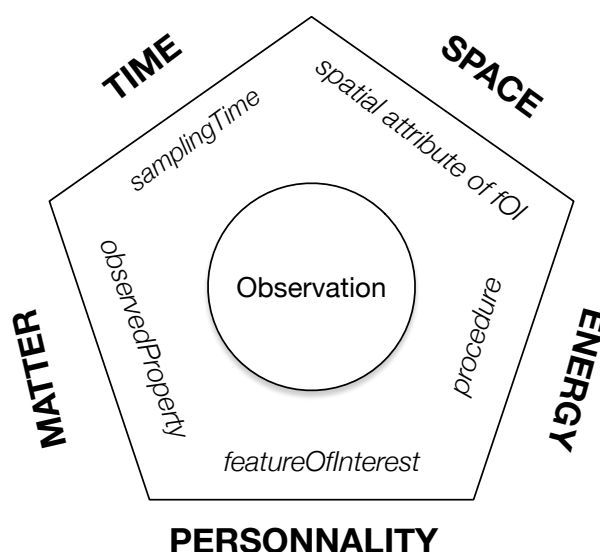 TIME
SPACE
samplingTime
spatial attribute of fOI
observedProperty
Observation
procedure
MATTER
ENERGY
featureOfInterest
PERSONNALITY